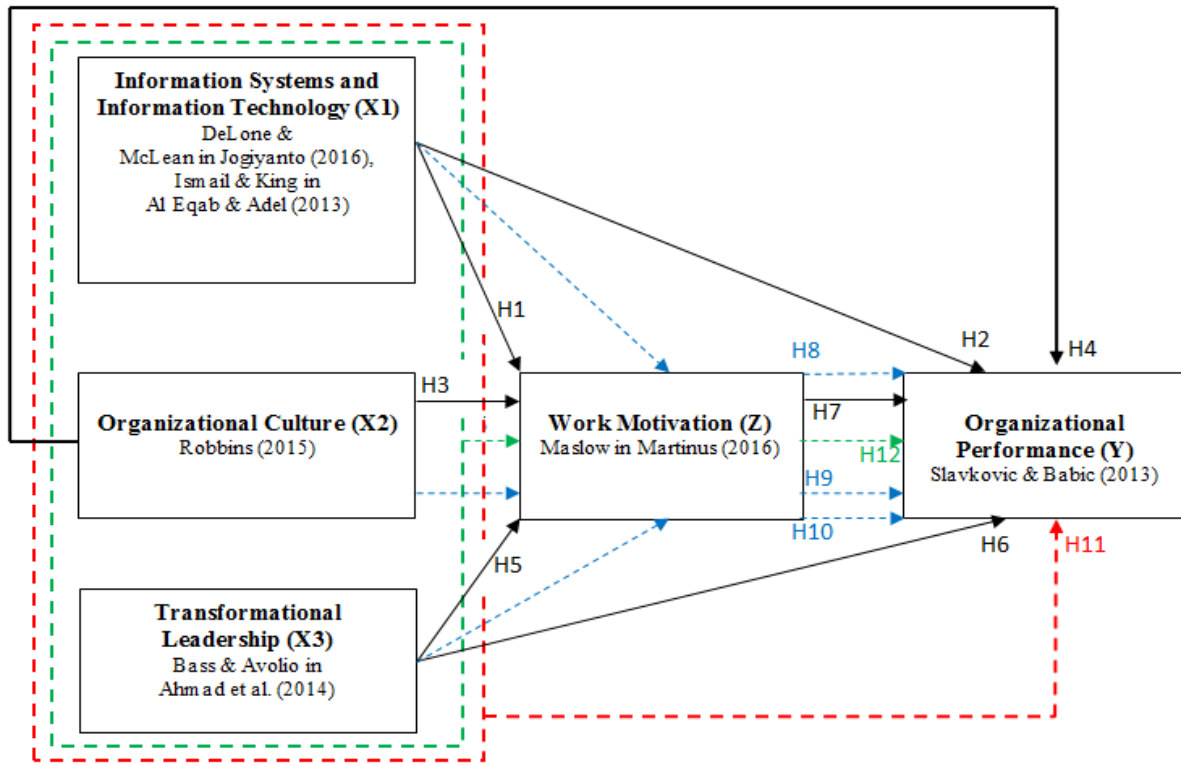 Information Systems and
Information Technology (X1)
DeLone &
McLean in Jogiyanto (2016),
Ismail & King in
Al Eqab & Adel (2013)
H1
H2
H4
H3
H8
H7
Organizational Culture (X2)
Robbins (2015)
Work Motivation (Z)
Maslow in Martinus (2016)
H12
H9
H10
Organizational
Performance (Y)
Slavkovic & Babic (2013)
H5
H6
H11
Transformational
Leadership (X3)
Bass & Avolio in
Ahmad et al. (2014)